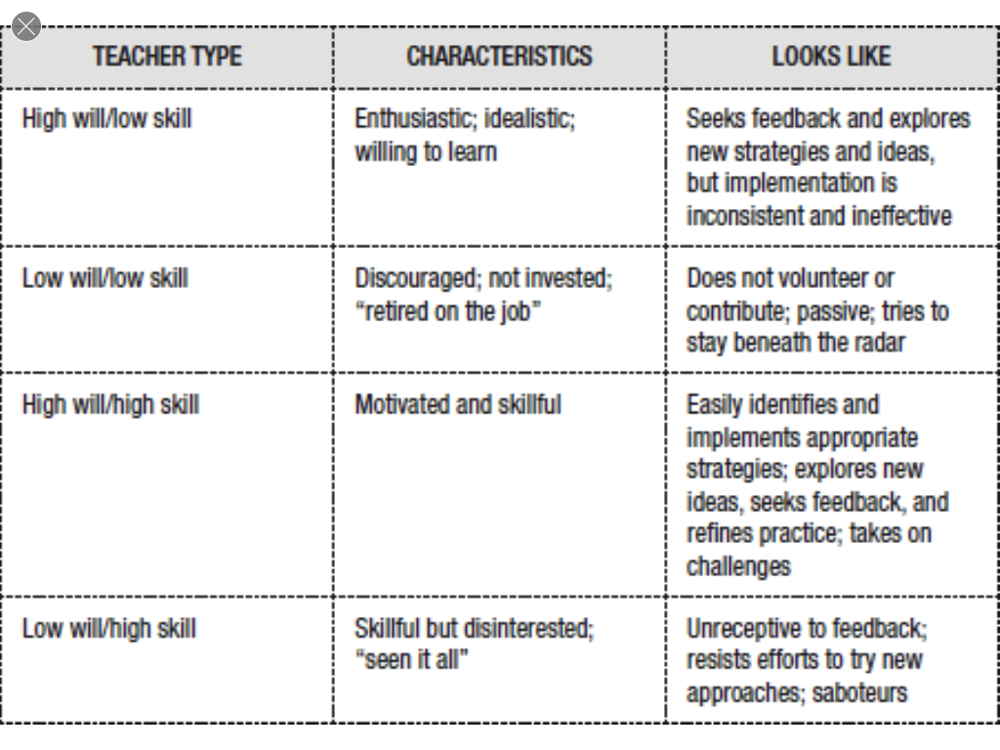 TEACHER TYPE
CHARACTERISTICS
LOOKS LIKE
High will/low skill
Enthusiastic; idealistic;
willing to learn
Seeks feedback and explores
new strategies and ideas,
but implementation is
inconsistent and ineffective
Low will/low skill
Discouraged; not invested;
“retired on the job”
Does not volunteer or
contribute; passive; tries to
stay beneath the radar
High will/high skill
Motivated and skillful
Easily identifies and
implements appropriate
strategies; explores new
ideas, seeks feedback, and
refines practice; takes on
challenges
Low will/high skill
Skillful but disinterested;
“seen it all”
Unreceptive to feedback;
resists efforts to try new
approaches; saboteurs